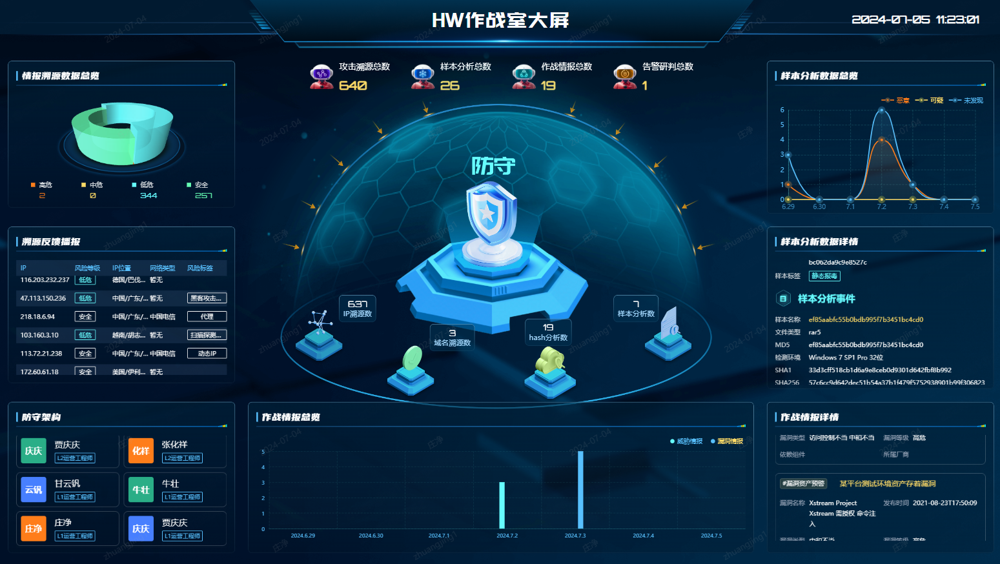 HW作战室大屏
2024-07-05 11:23:01
攻击溯源总数
640
样本分析总数
26
作战情报总数
19
告警研判总数
1
情报溯源数据总览
高危
2
中危
0
低危
344
安全
257
溯源反馈播报
IP 风险等级 IP位置 网络类型 风险标签
116.203.232.237 低危 德国/巴伐... 暂无
47.113.150.236 低危 中国/广东/... 暂无 黑客攻击...
218.18.6.94 安全 中国/广东/... 中国电信 代理
103.160.3.10 低危 越南/胡志... 暂无 扫描探测...
113.72.21.238 安全 中国/广东/... 中国电信 动态IP
172.60.61.18 安全 美国/伊利... 暂无
防守架构
庆庆 贾庆庆
L2运营工程师
化祥 张化祥
L2运营工程师
云钒 甘云钒
L1运营工程师
牛壮 牛壮
L1运营工程师
庄净 庄净
L1运营工程师
庆庆 贾庆庆
L1运营工程师
防守
637
IP溯源数
3
域名溯源数
19
hash分析数
7
样本分析数
作战情报总览
威胁情报 漏洞情报
5
4
3
2
1
0
2024.6.29 2024.6.30 2024.7.1 2024.7.2 2024.7.3 2024.7.4 2024.7.5
样本分析数据总览
恶意 可疑 未发现
6
5
4
3
2
1
0
6.29 6.30 7.1 7.2 7.3 7.4 7.5
样本分析数据详情
bc062da9c9e8527c
样本标签 静态报毒
样本分析事件
样本名称 ef85aabfc55b0bdb995f7b3451bc4cd0
文件类型 rar5
MD5 ef85aabfc55b0bdb995f7b3451bc4cd0
检测环境 Windows 7 SP1 Pro 32位
SHA1 33d3cff518cb1d6a9e8ceb0d9301d642fbf8b992
SHA256 57c6cc9d642dec51b54a37b1f479f5752938901b99f306823
作战情报详情
漏洞类型 访问控制不当 中和不当 漏洞等级 高危
依赖组件 所属厂商
#漏洞资产预警 某平台测试环境资产存着漏洞
漏洞名称 Xstream Project Xstream 需授权 命令注入
发布时间 2021-08-23T17:50:09
漏洞类型 中和不当 漏洞等级 高危
2024-07-04
zhuangjing1
庄净